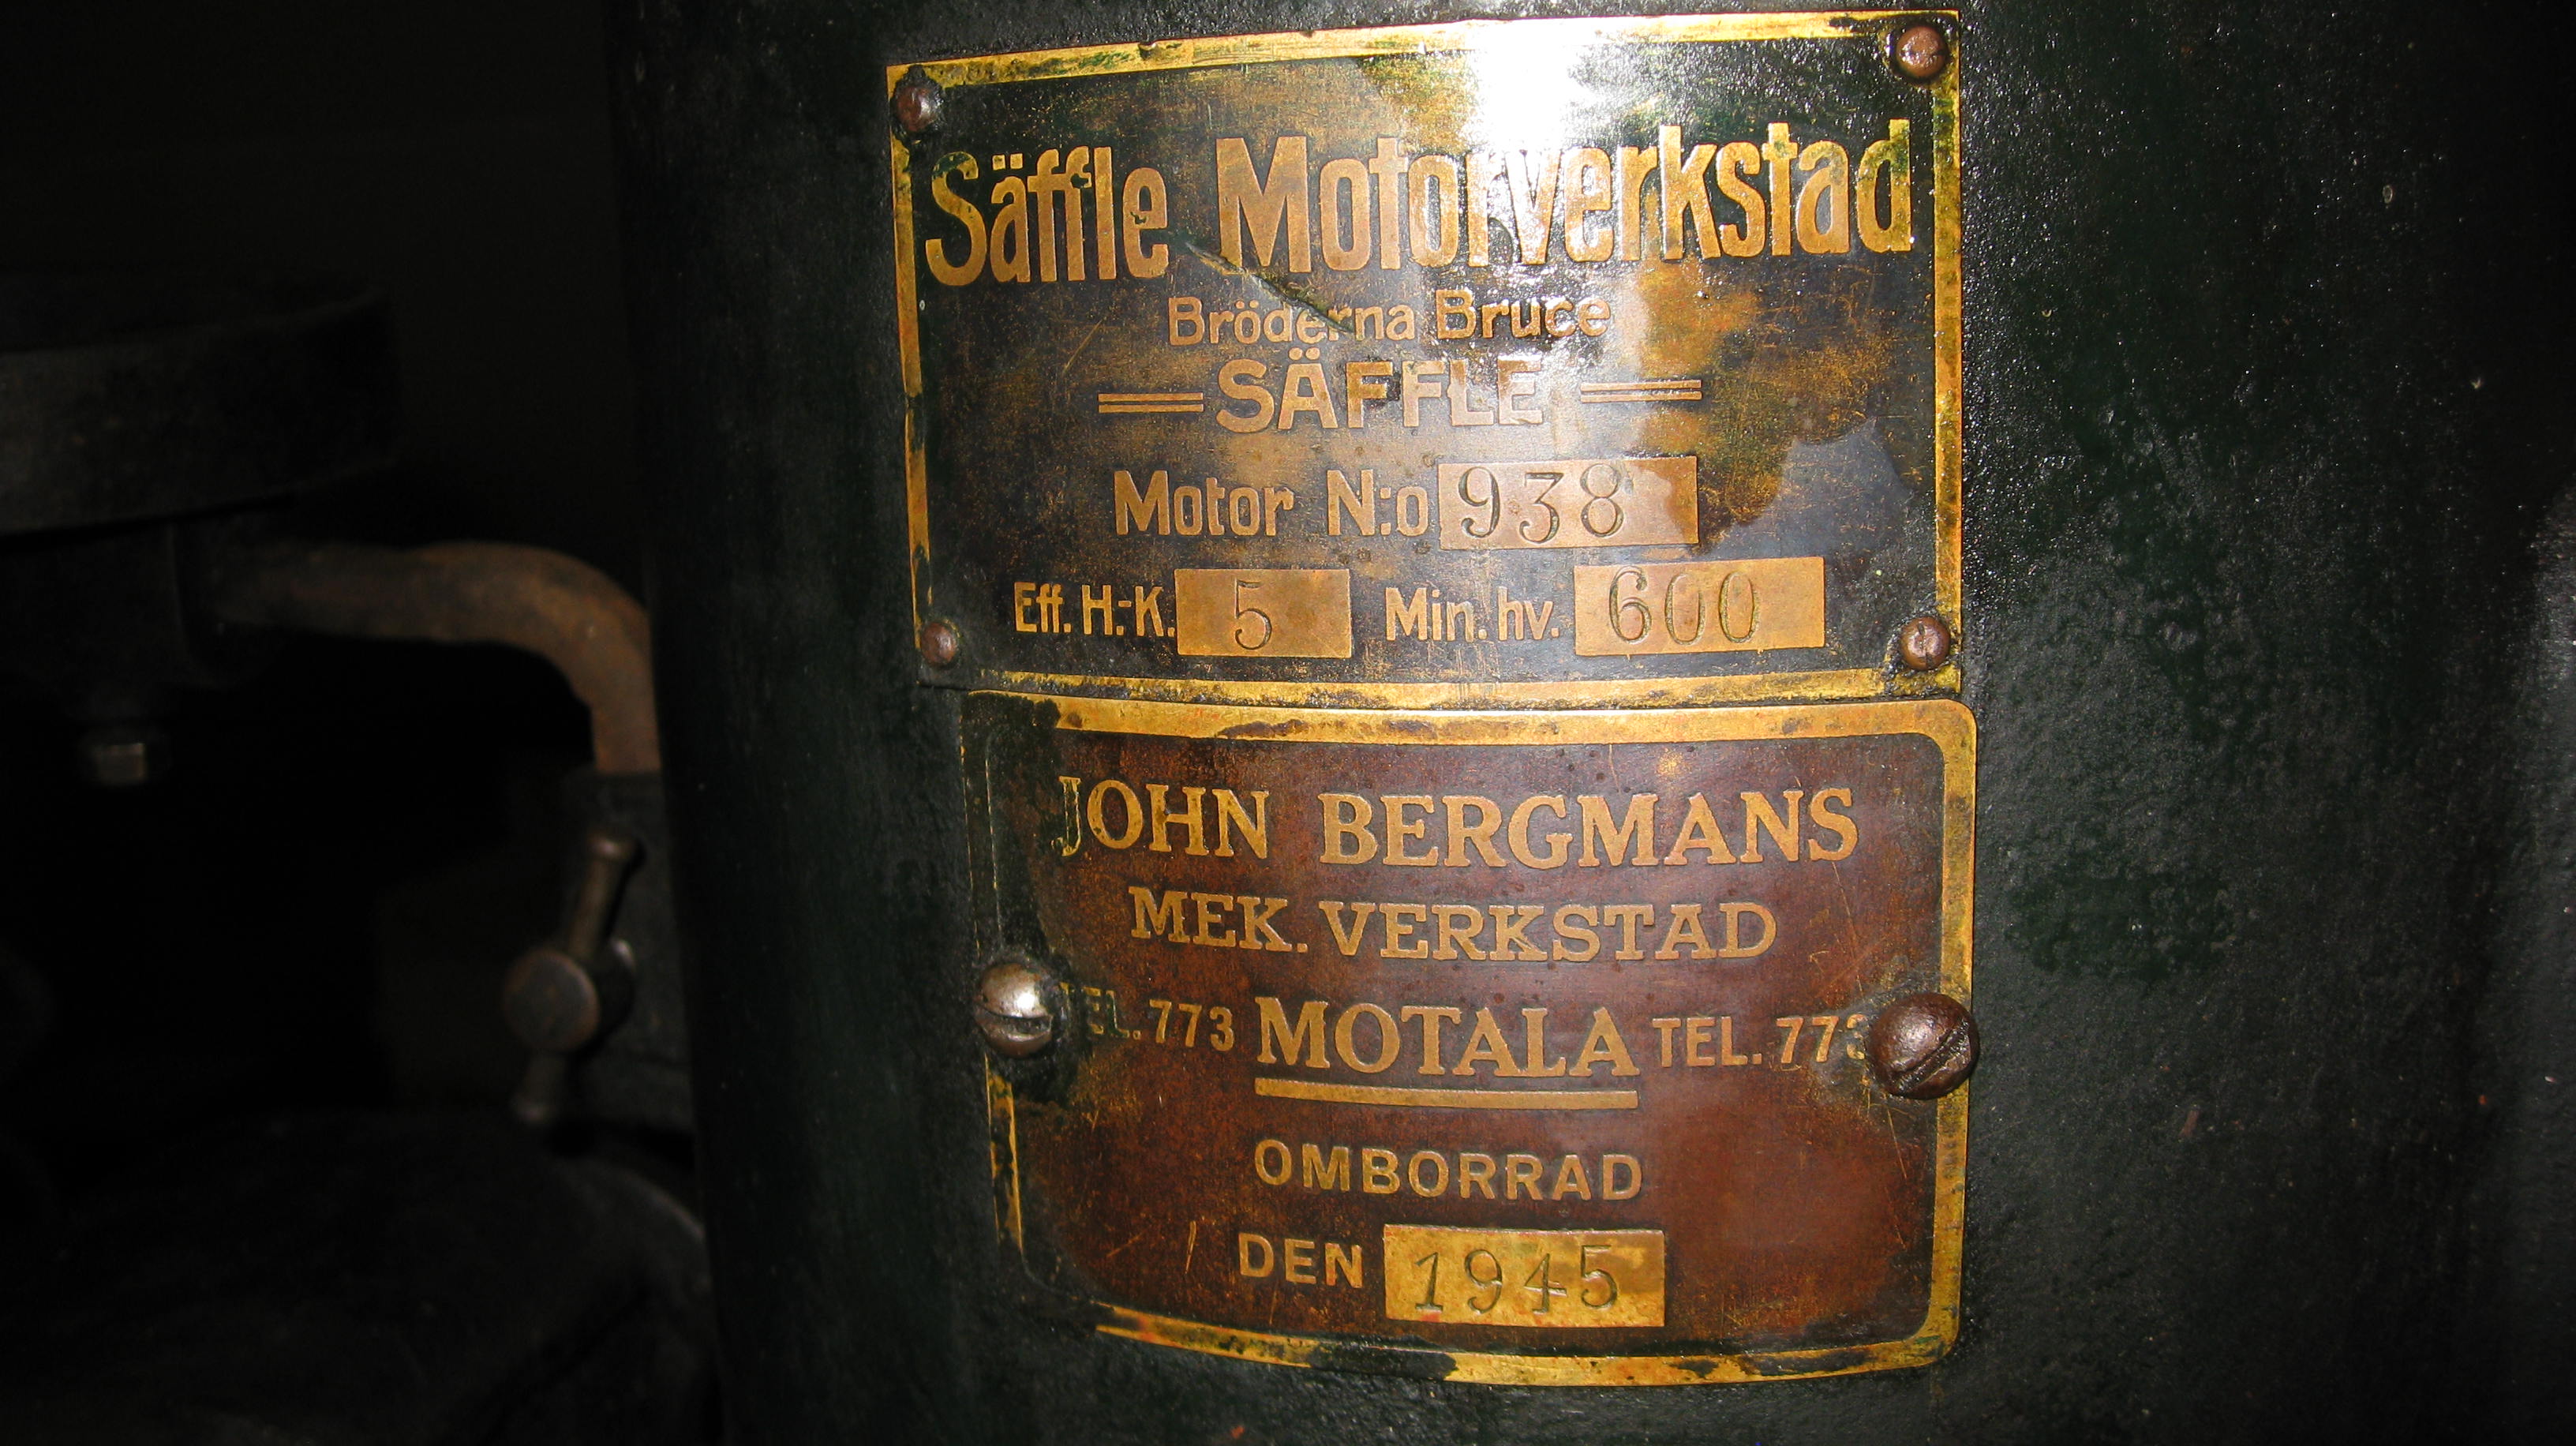 Säffle Motorverkstad
Bröderna Bruce
SÄFFLE
Motor N:o 938
Eff. H.-K. 5 Min. hv. 600
JOHN BERGMANS
MEK. VERKSTAD
TEL. 773 MOTALA TEL. 773
OMBORRAD
DEN 1945